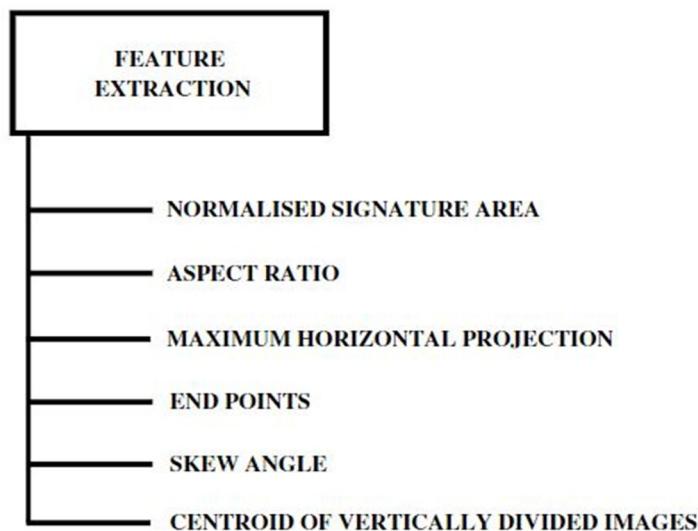 FEATURE
EXTRACTION
NORMALISED SIGNATURE AREA
ASPECT RATIO
MAXIMUM HORIZONTAL PROJECTION
END POINTS
SKEW ANGLE
CENTROID OF VERTICALLY DIVIDED IMAGES